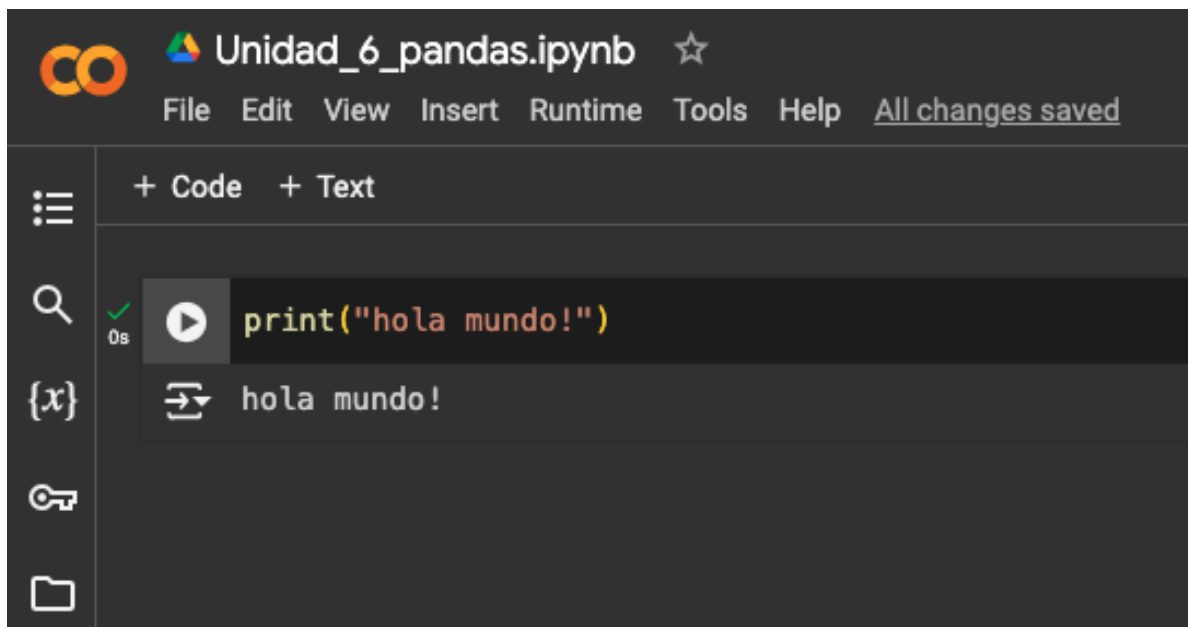 Unidad_6_pandas.ipynb
File Edit View Insert Runtime Tools Help All changes saved
+ Code + Text
print("hola mundo!")
0s
hola mundo!
{x}